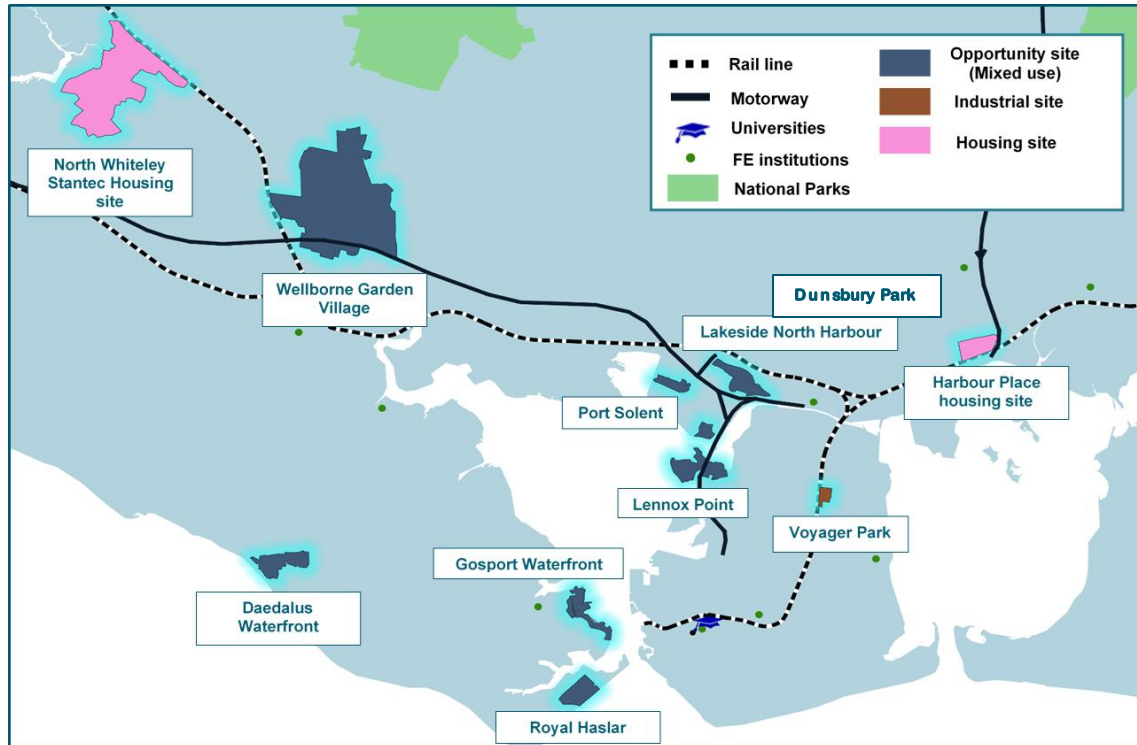 Rail line
Motorway
Universities
FE institutions
National Parks
Opportunity site
(Mixed use)
Industrial site
Housing site
North Whiteley
Stantec Housing
site
Wellborne Garden
Village
Dunsbury Park
Lakeside North Harbour
Harbour Place
housing site
Port Solent
Lennox Point
Voyager Park
Gosport Waterfront
Daedalus
Waterfront
Royal Haslar